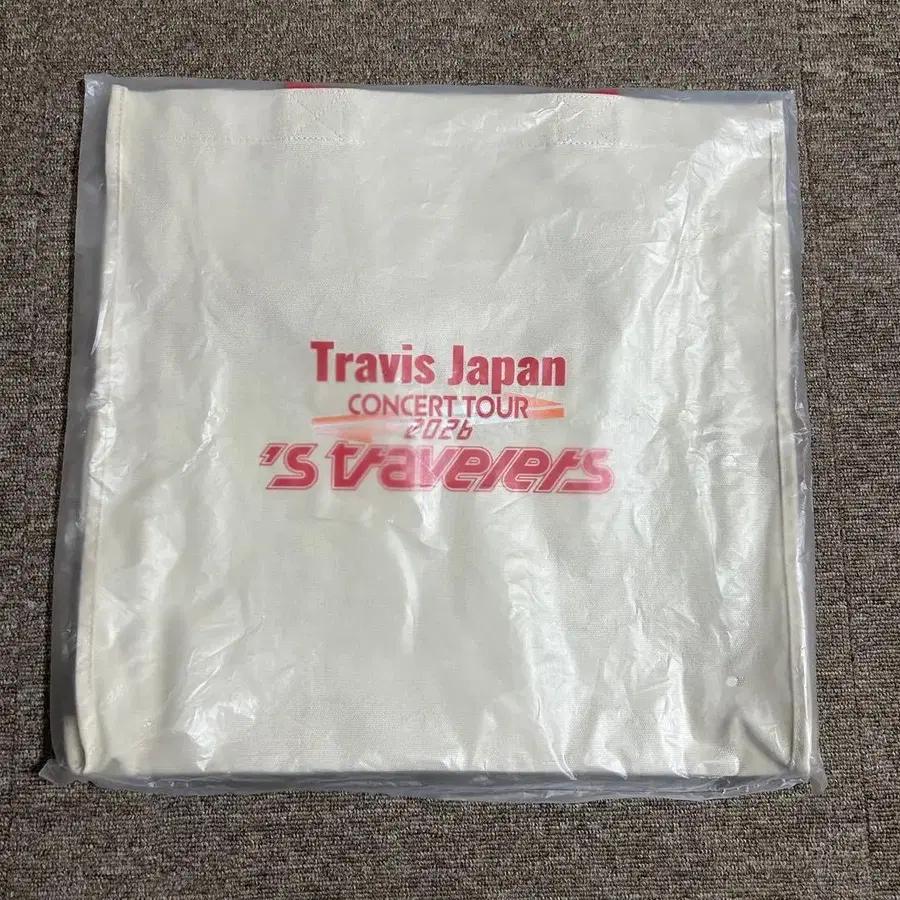 Travis Japan
CONCERT TOUR
2026
's travelers